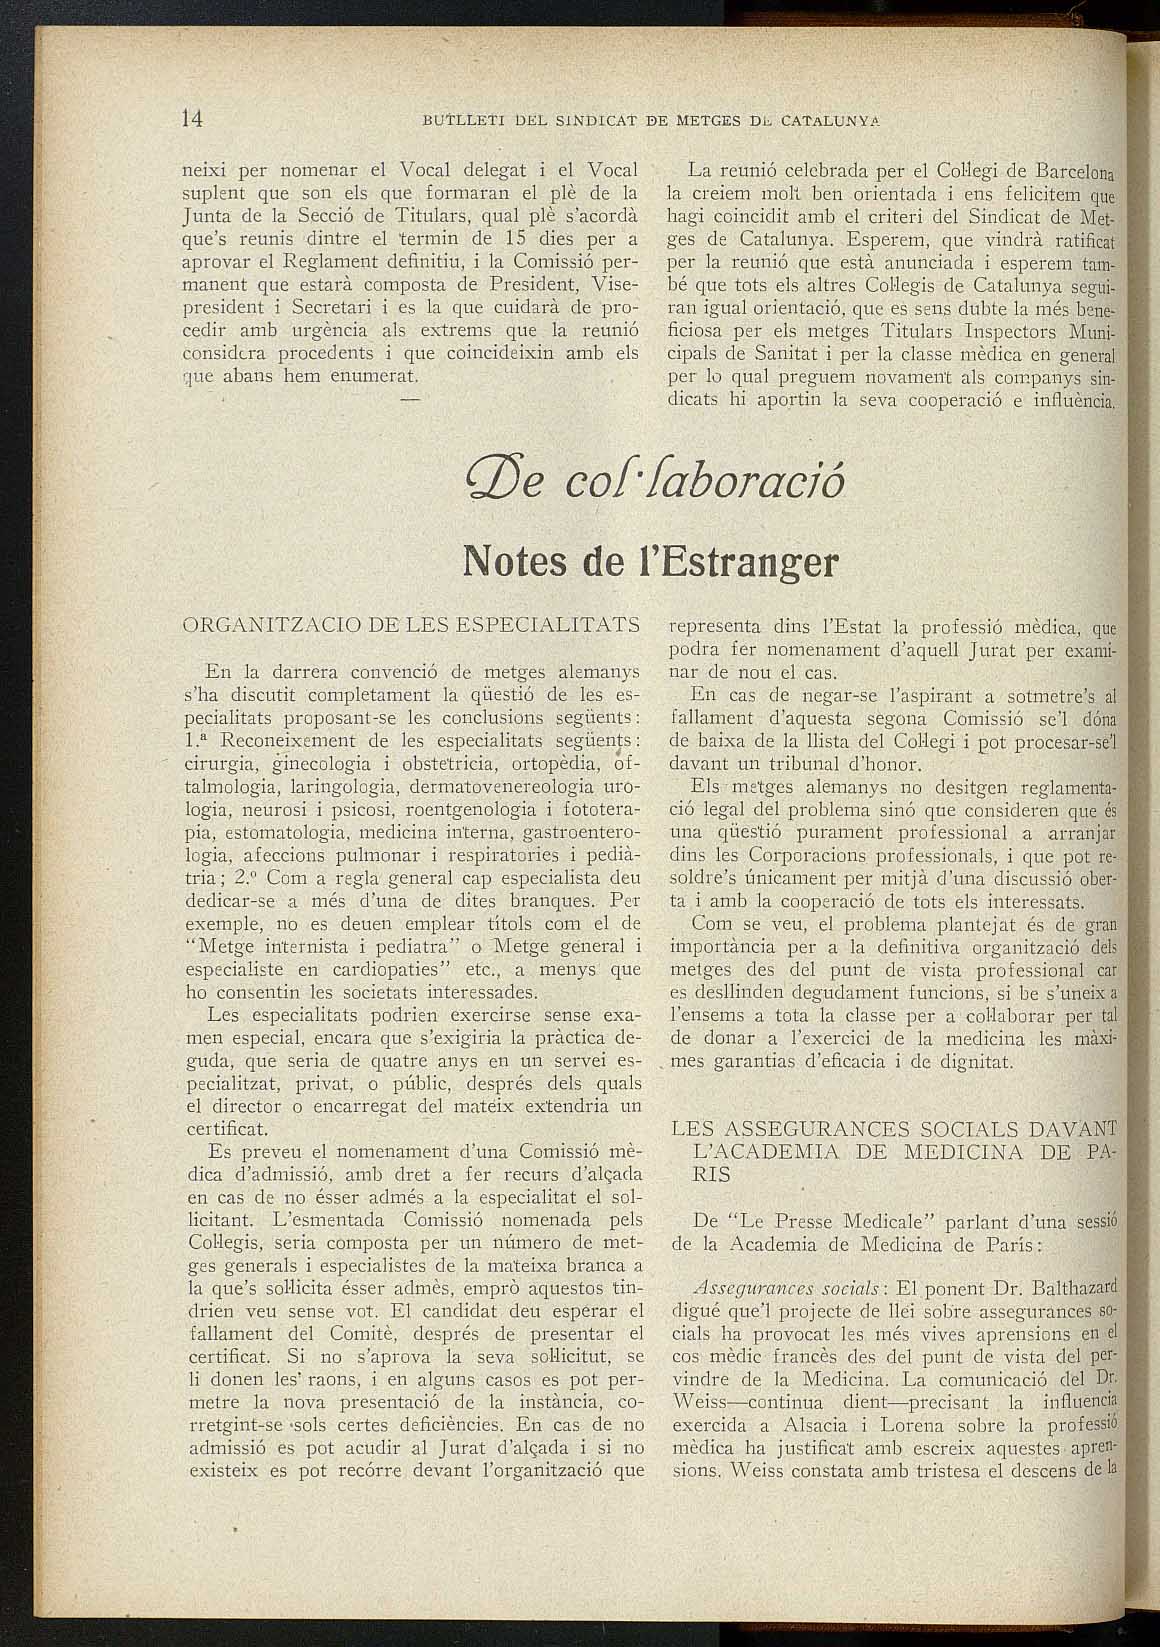 14
BUTLLETI DEL SINDICAT DE METGES DE CATALUNYA
neixi per nomenar el Vocal delegat i el Vocal
suplent que son els que formaran el plè de la
Junta de la Secció de Titulars, qual plè s'acordà
que's reunis dintre el termin de 15 dies per a
aprovar el Reglament definitiu, i la Comissió per-
manent que estarà composta de President, Vise-
president i Secretari i es la que cuidarà de pro-
cedir amb urgència als extrems que la reunió
considera procedents i que coincideixin amb els
que abans hem enumerat.
—
La reunió celebrada per el Col·legi de Barcelona
la creiem molt ben orientada i ens felicitem que
hagi coincidit amb el criteri del Sindicat de Met-
ges de Catalunya. Esperem, que vindrà ratificat
per la reunió que està anunciada i esperem tam-
bé que tots els altres Col·legis de Catalunya segui-
ran igual orientació, que es sens dubte la més bene-
ficiosa per els metges Titulars Inspectors Muni-
cipals de Sanitat i per la classe mèdica en general
per lo qual preguem novament als companys sin-
dicats hi aportin la seva cooperació e influència.
De col·laboració
Notes de l'Estranger
ORGANITZACIO DE LES ESPECIALITATS
En la darrera convenció de metges alemanys
s'ha discutit completament la qüestió de les es-
pecialitats proposant-se les conclusions següents:
1.ª Reconeixement de les especialitats següents:
cirurgia, ginecologia i obstetricia, ortopèdia, of-
talmologia, laringologia, dermatovenereologia uro-
logia, neurosi i psicosi, roentgenologia i fototera-
pia, estomatologia, medicina interna, gastroentero-
logia, afeccions pulmonar i respiratories i pedià-
tria; 2.º Com a regla general cap especialista deu
dedicar-se a més d'una de dites branques. Per
exemple, no es deuen emplear títols com el de
"Metge internista i pediatra" o Metge general i
especialiste en cardiopaties" etc., a menys que
ho consentin les societats interessades.
Les especialitats podrien exercirse sense exa-
men especial, encara que s'exigiria la pràctica de-
guda, que seria de quatre anys en un servei es-
pecialitzat, privat, o públic, després dels quals
el director o encarregat del mateix extendria un
certificat.
Es preveu el nomenament d'una Comissió mè-
dica d'admissió, amb dret a fer recurs d'alçada
en cas de no ésser admés a la especialitat el sol-
licitant. L'esmentada Comissió nomenada pels
Col·legis, seria composta per un número de met-
ges generals i especialistes de la mateixa branca a
la que's sol·licita ésser admès, emprò aquestos tin-
drien veu sense vot. El candidat deu esperar el
fallament del Comitè, després de presentar el
certificat. Si no s'aprova la seva sol·licitut, se
li donen les raons, i en alguns casos es pot per-
metre la nova presentació de la instància, co-
rretgint-se sols certes deficiències. En cas de no
admissió es pot acudir al Jurat d'alçada i si no
existeix es pot recórre devant l'organització que
representa dins l'Estat la professió mèdica, que
podra fer nomenament d'aquell Jurat per exami-
nar de nou el cas.
En cas de negar-se l'aspirant a sotmetre's al
fallament d'aquesta segona Comissió se'l dóna
de baixa de la llista del Col·legi i pot procesar-se'l
davant un tribunal d'honor.
Els metges alemanys no desitgen reglamenta-
ció legal del problema sinó que consideren que és
una qüestió purament professional a arranjar
dins les Corporacions professionals, i que pot re-
soldre's únicament per mitjà d'una discussió ober-
ta i amb la cooperació de tots els interessats.
Com se veu, el problema plantejat és de gran
importància per a la definitiva organització dels
metges des del punt de vista professional car
es desllinden degudament funcions, si be s'uneix a
l'ensems a tota la classe per a col·laborar per tal
de donar a l'exercici de la medicina les màxi-
mes garantias d'eficacia i de dignitat.
LES ASSEGURANCES SOCIALS DAVANT
L'ACADEMIA DE MEDICINA DE PA-
RIS
De "Le Presse Medicale" parlant d'una sessió
de la Academia de Medicina de París:
Assegurances socials: El ponent Dr. Balthazard
digué que'l projecte de llei sobre assegurances so-
cials ha provocat les més vives aprensions en el
cos mèdic francès des del punt de vista del per-
vindre de la Medicina. La comunicació del Dr.
Weiss—continua dient—precisant la influencia
exercida a Alsacia i Lorena sobre la professió
mèdica ha justificat amb escreix aquestes apren-
sions. Weiss constata amb tristesa el descens de la